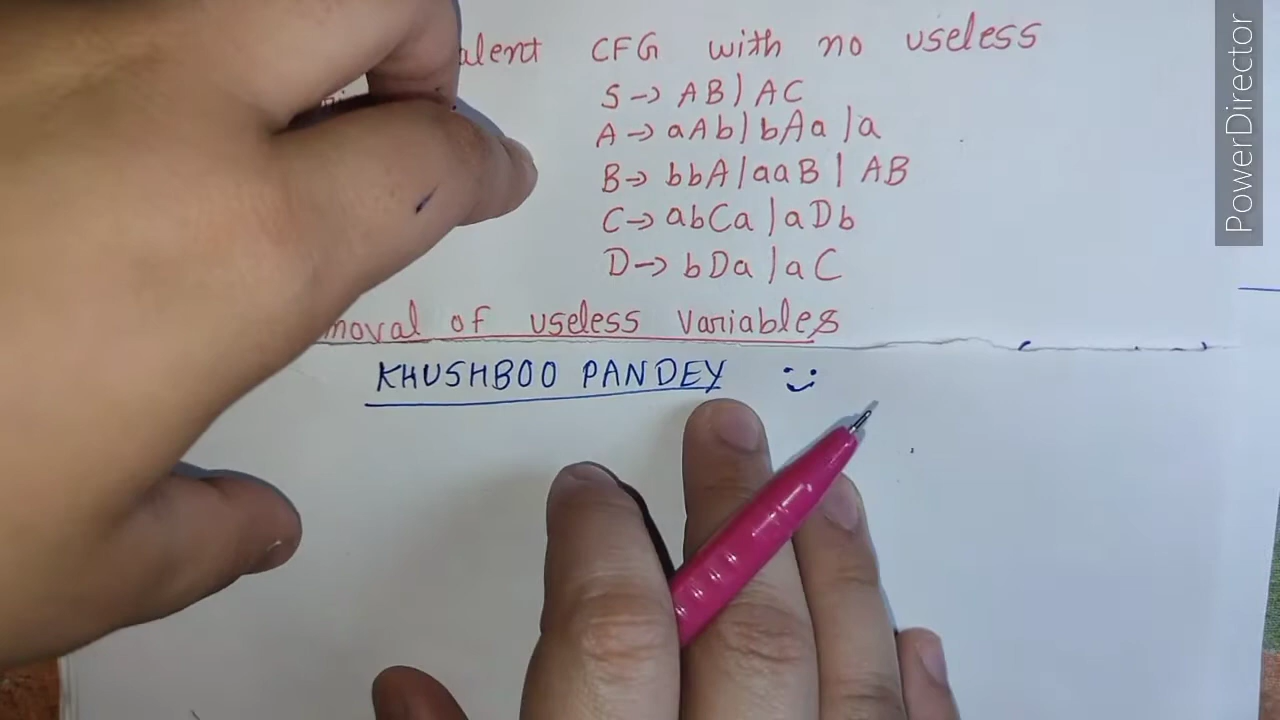 alent CFG with no useless
S -> AB | AC
A -> aAb | bAa | a
B -> bbA | aaB | AB
C -> abCa | aDb
D -> bDa | aC
moval of useless variables
KHUSHBOO PANDEY
PowerDirector